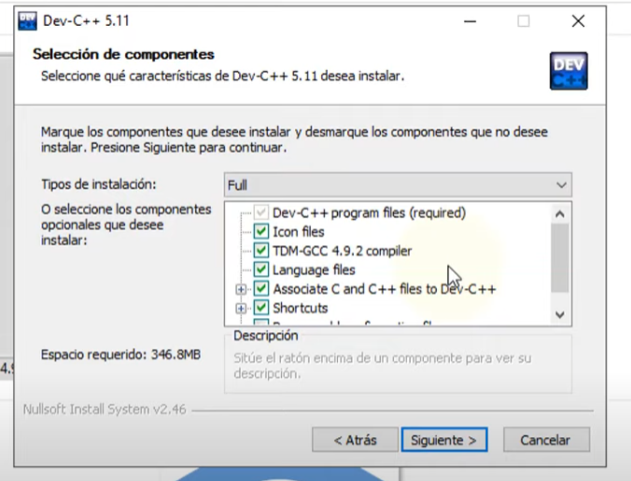 Dev-C++ 5.11
Selección de componentes
Seleccione qué características de Dev-C++ 5.11 desea instalar.
DEV
C++
Marque los componentes que desee instalar y desmarque los componentes que no desee
instalar. Presione Siguiente para continuar.
Tipos de instalación:
Full
O seleccione los componentes
opcionales que desee
instalar:
Dev-C++ program files (required)
Icon files
TDM-GCC 4.9.2 compiler
Language files
Associate C and C++ files to Dev-C++
Shortcuts
Espacio requerido: 346.8MB
Descripción
Sitúe el ratón encima de un componente para ver su
descripción.
4.9
Nullsoft Install System v2.46
< Atrás
Siguiente >
Cancelar